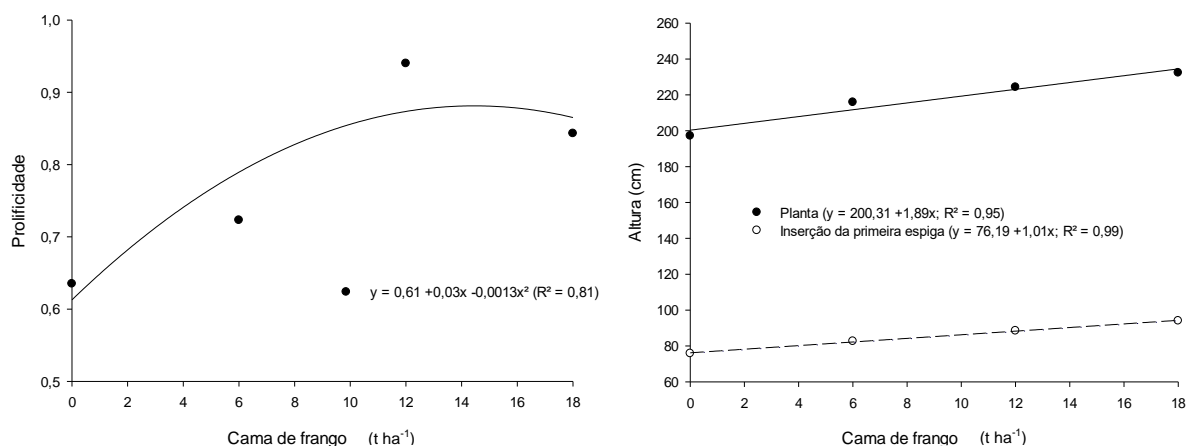 1,0
0,9
0,8
0,7
0,6
0,5
Prolificidade
y = 0,61 +0,03x -0,0013x² (R² = 0,81)
0 2 4 6 8 10 12 14 16 18
Cama de frango (t ha⁻¹)
260
240
220
200
180
160
140
120
100
80
60
Altura (cm)
Planta (y = 200,31 +1,89x; R² = 0,95)
Inserção da primeira espiga (y = 76,19 +1,01x; R² = 0,99)
0 2 4 6 8 10 12 14 16 18
Cama de frango (t ha⁻¹)